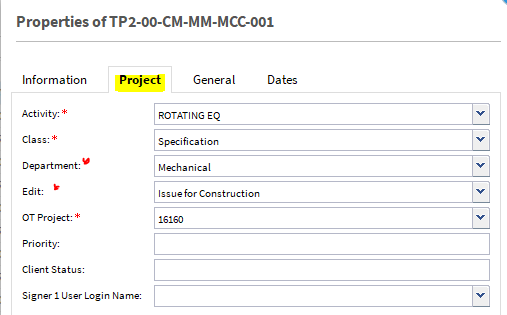 Properties of TP2-00-CM-MM-MCC-001
Information Project General Dates
Activity: * ROTATING EQ
Class: * Specification
Department: Mechanical
Edit: Issue for Construction
OT Project: * 16160
Priority:
Client Status:
Signer 1 User Login Name: